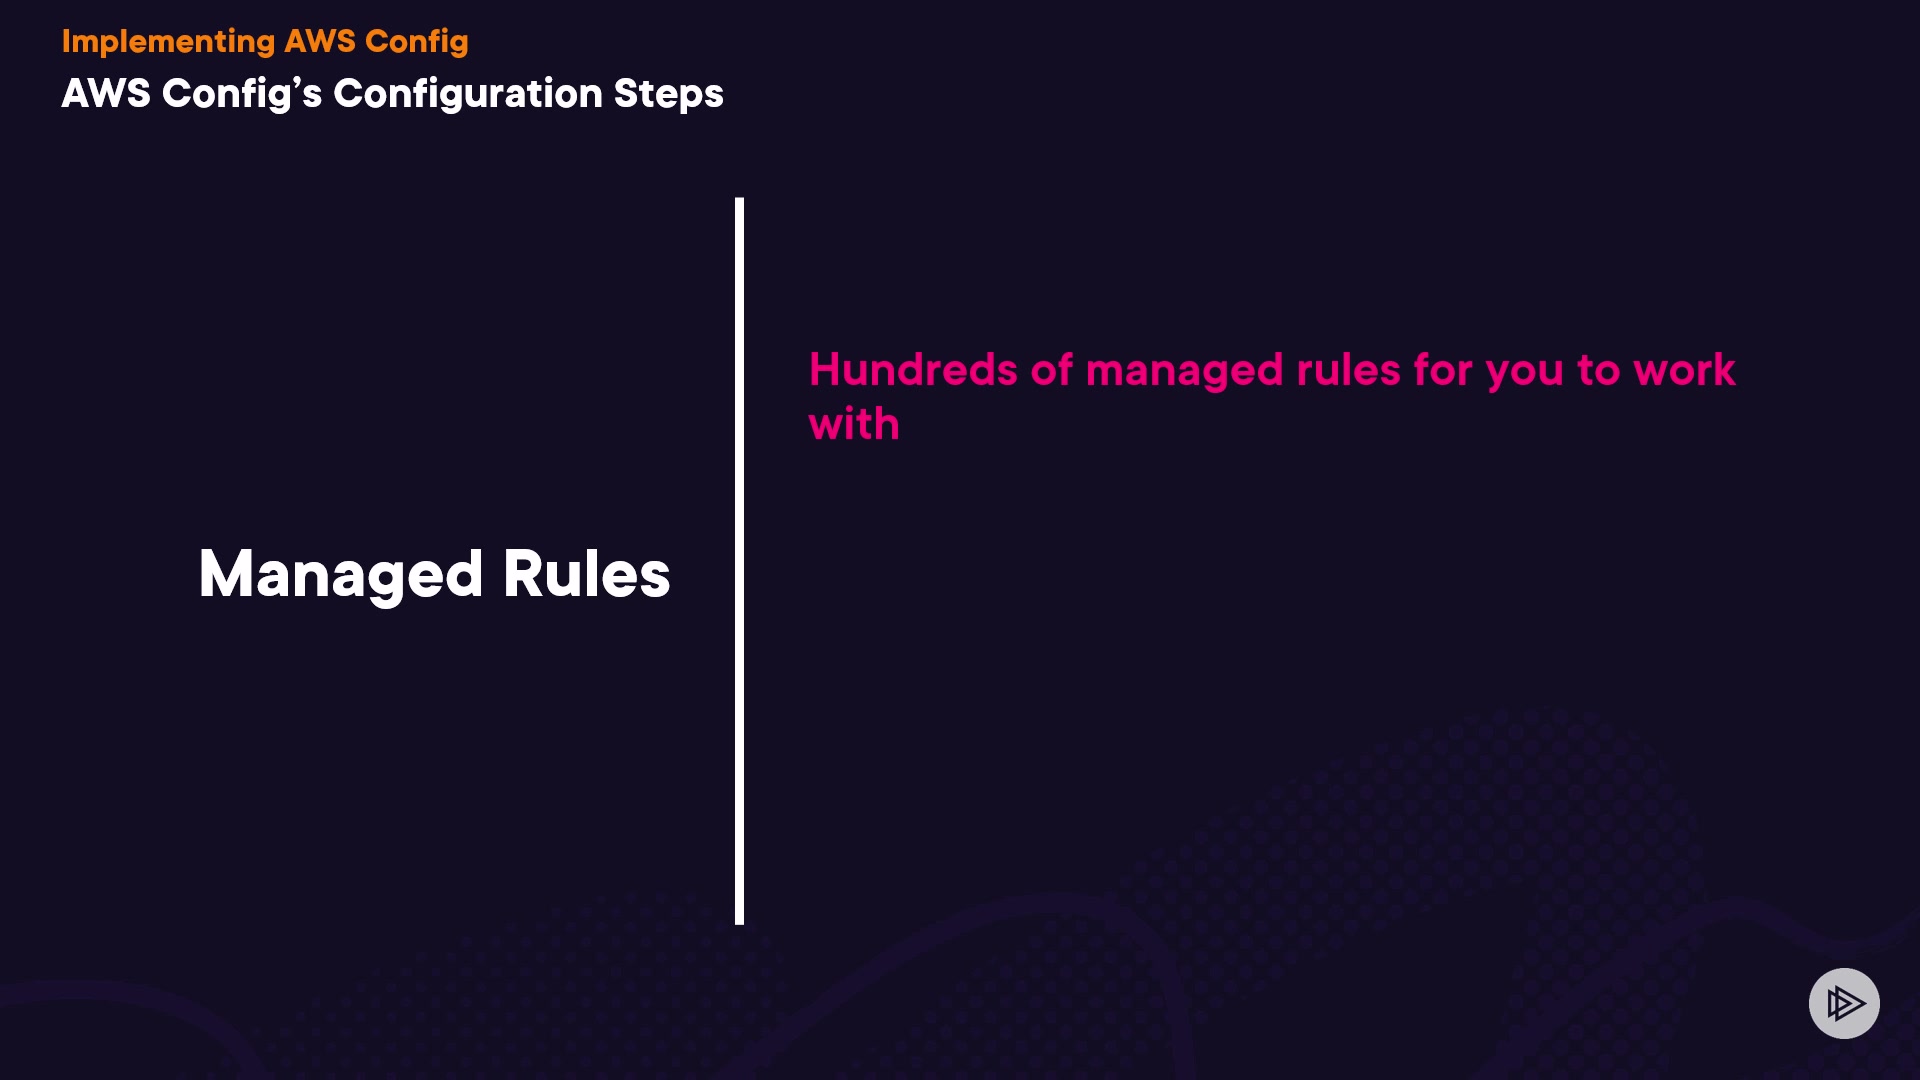 Implementing AWS Config
AWS Config’s Configuration Steps
Managed Rules
Hundreds of managed rules for you to work
with